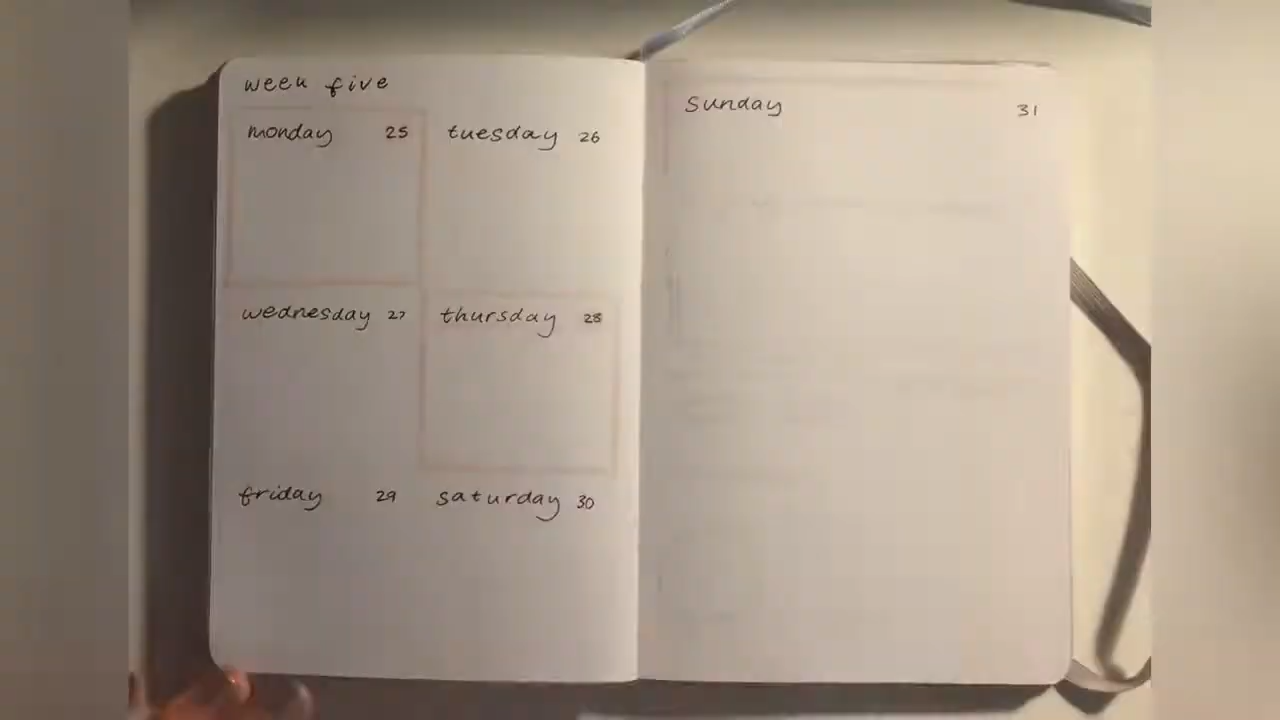 week five
monday 25
tuesday 26
wednesday 27
thursday 28
friday 29
saturday 30
Sunday 31